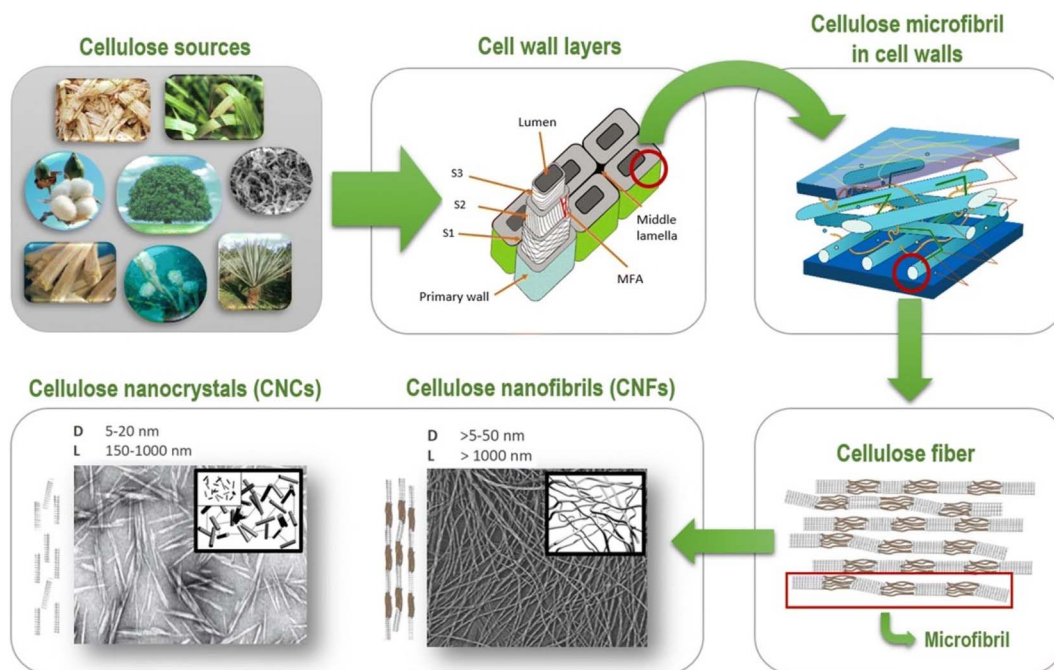 Cellulose sources
Cell wall layers
Cellulose microfibril
in cell walls
Lumen
S3
S2
S1
Middle
lamella
Primary wall
MFA
Cellulose nanocrystals (CNCs)
D 5-20 nm
L 150-1000 nm
Cellulose nanofibrils (CNFs)
D >5-50 nm
L > 1000 nm
Cellulose fiber
Microfibril